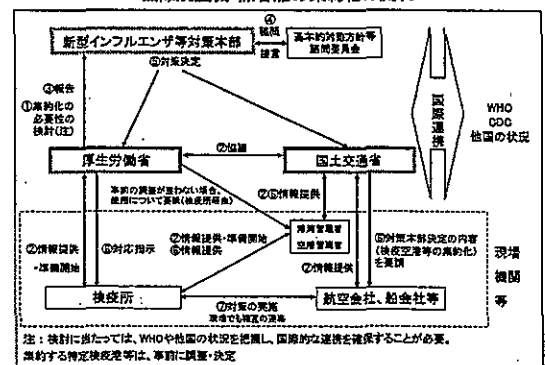 ④
諮問
新型インフルエンザ等対策本部
基本的対処方針等
諮問委員会
提言
⑤対策決定
③報告
①集約化の
必要性の
検討(注)
国際連携
WHO
CDC
他国の状況
厚生労働省
②協議
国土交通省
事前の調整が整わない場合、
使用について要請(検疫所経由)
②⑥情報提供
港湾管理者
空港管理者
②情報提供
・準備開始
⑥対応指示
②情報提供・準備開始
⑥情報提供
②情報提供
⑥対策本部決定の内容
(検疫空港等の集約化)
を要請
現場
機関
等
検疫所
⑦対策の実施
航空会社、船会社等
注:検討に当たっては、WHOや他国の状況を把握し、国際的な連携を確保することが必要。
集約する特定検疫港等は、事前に調整・決定